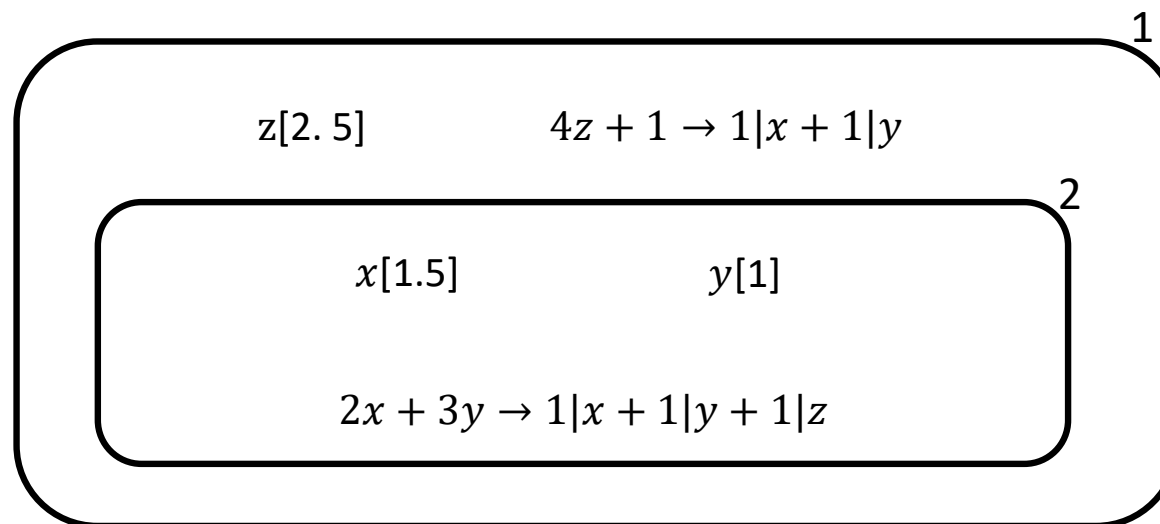 1
z[2. 5] 4𝑧 + 1 → 1|𝑥 + 1|𝑦
2
𝑥[1.5] 𝑦[1]
2𝑥 + 3𝑦 → 1|𝑥 + 1|𝑦 + 1|𝑧